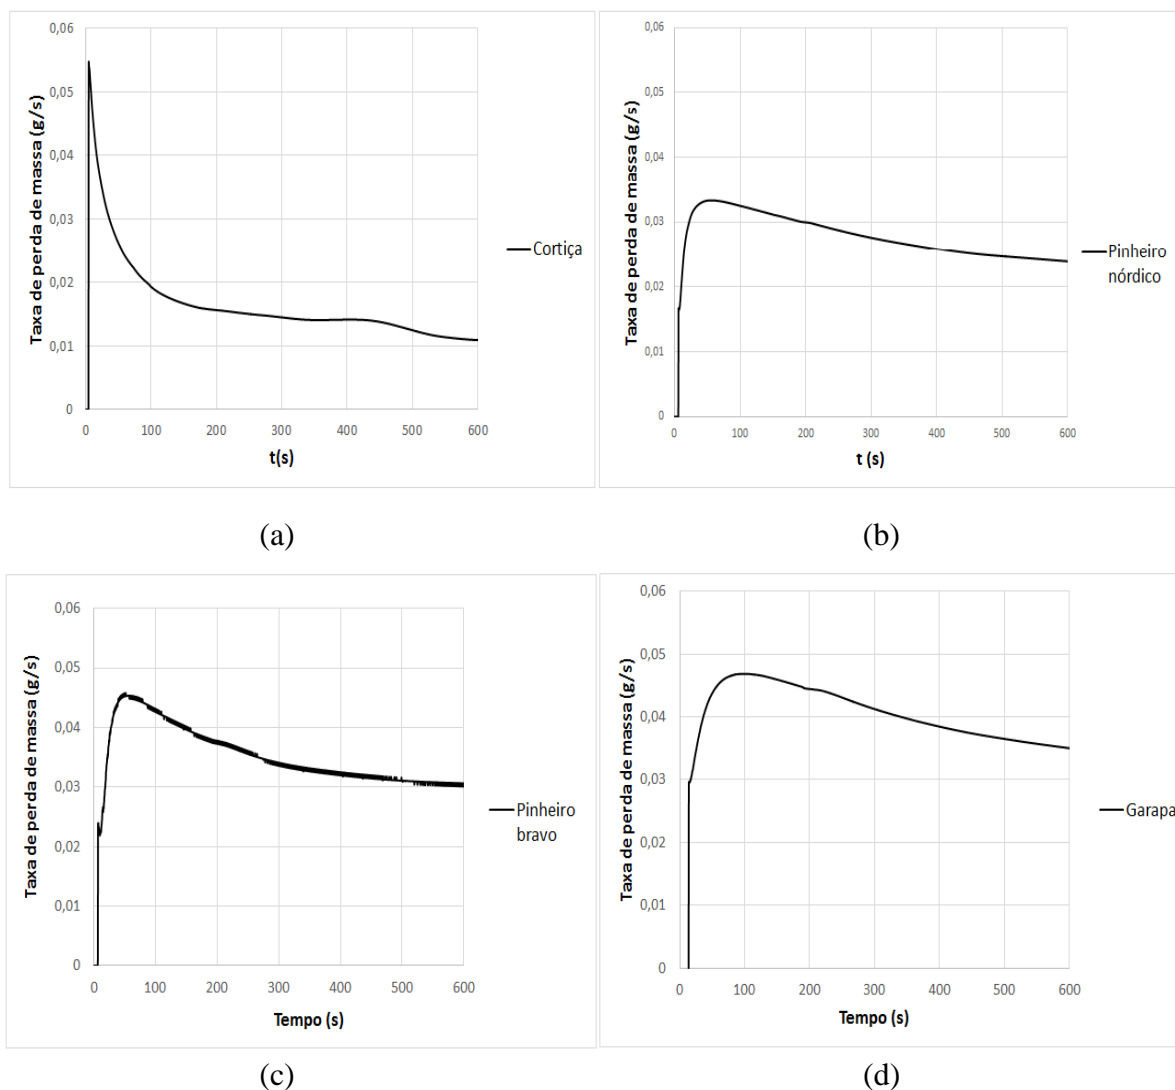 0,06
0,05
0,04
0,03
0,02
0,01
0
Taxa de perda de massa (g/s)
0 100 200 300 400 500 600
t(s)
Cortiça
(a)
0,06
0,05
0,04
0,03
0,02
0,01
0
Taxa de perda de massa (g/s)
0 100 200 300 400 500 600
t (s)
Pinheiro
nórdico
(b)
0,06
0,05
0,04
0,03
0,02
0,01
0
Taxa de perda de massa (g/s)
0 100 200 300 400 500 600
Tempo (s)
Pinheiro
bravo
(c)
0,06
0,05
0,04
0,03
0,02
0,01
0
Taxa de perda de massa (g/s)
0 100 200 300 400 500 600
Tempo (s)
Garapa
(d)